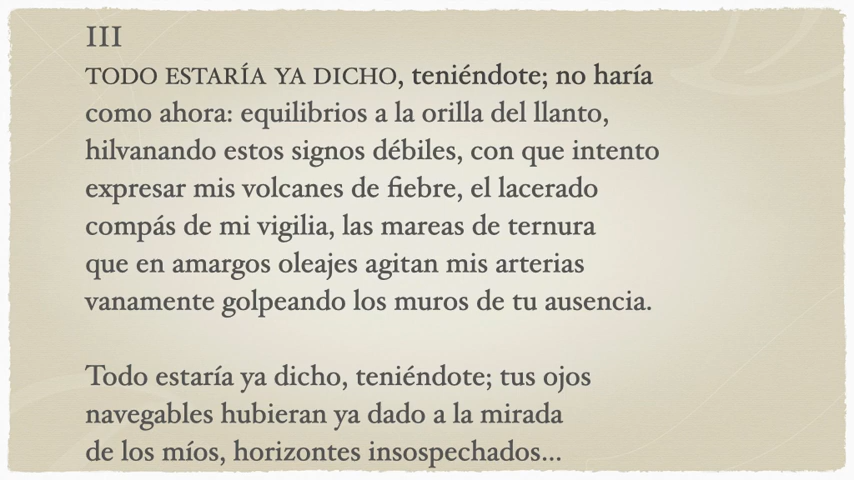 III
TODO ESTARÍA YA DICHO, teniéndote; no haría
como ahora: equilibrios a la orilla del llanto,
hilvanando estos signos débiles, con que intento
expresar mis volcanes de fiebre, el lacerado
compás de mi vigilia, las mareas de ternura
que en amargos oleajes agitan mis arterias
vanamente golpeando los muros de tu ausencia.
Todo estaría ya dicho, teniéndote; tus ojos
navegables hubieran ya dado a la mirada
de los míos, horizontes insospechados...